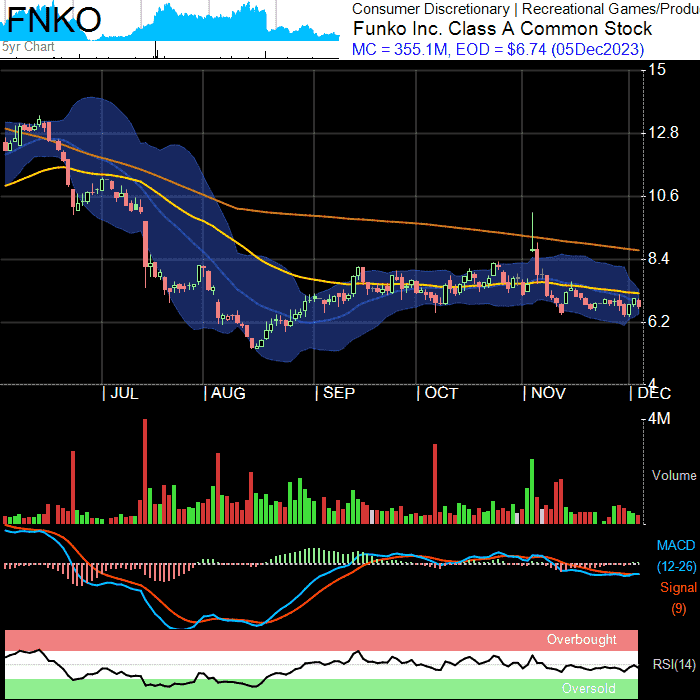 FNKO
5yr Chart
Consumer Discretionary | Recreational Games/Produ
Funko Inc. Class A Common Stock
MC = 355.1M, EOD = $6.74 (05Dec2023)
15
12.8
10.6
8.4
6.2
4
| JUL | AUG | SEP | OCT | NOV | DEC
4M
Volume
MACD
(12-26)
Signal
(9)
Overbought
RSI(14)
Oversold